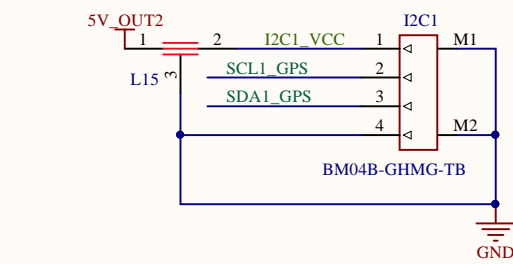 5V_OUT2
I2C1
1
2
I2C1_VCC
1
M1
L15
3
SCL1_GPS
2
SDA1_GPS
3
4
M2
BM04B-GHMG-TB
GND